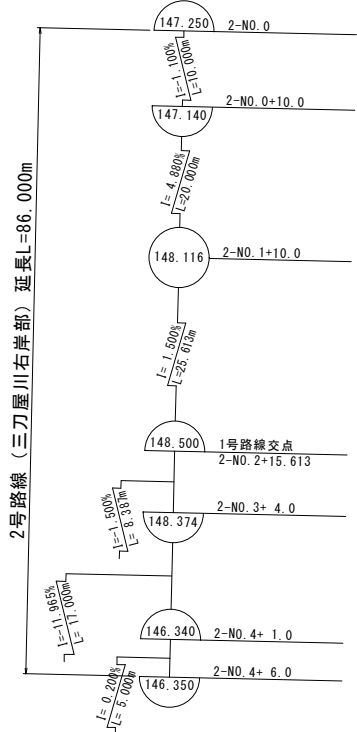 147.250
2-NO.0
I=-1.100%
L=10.000m
147.140
2-NO.0+10.0
I= 4.880%
L=20.000m
148.116
2-NO.1+10.0
I= 1.500%
L=25.613m
148.500
1号路線交点
2-NO.2+15.613
I=-1.500%
L= 8.387m
148.374
2-NO.3+ 4.0
I=-11.965%
L= 17.000m
146.340
2-NO.4+ 1.0
I= 0.200%
L= 5.000m
146.350
2-NO.4+ 6.0
2号路線（三刀屋川右岸部）延長L=86.000m